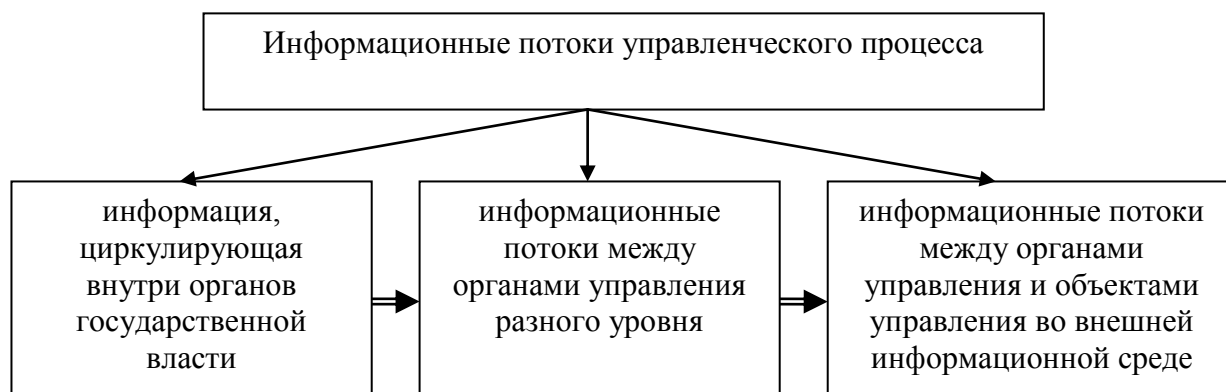 Информационные потоки управленческого процесса
информация,
циркулирующая
внутри органов
государственной
власти
информационные
потоки между
органами управления
разного уровня
информационные потоки
между органами
управления и объектами
управления во внешней
информационной среде